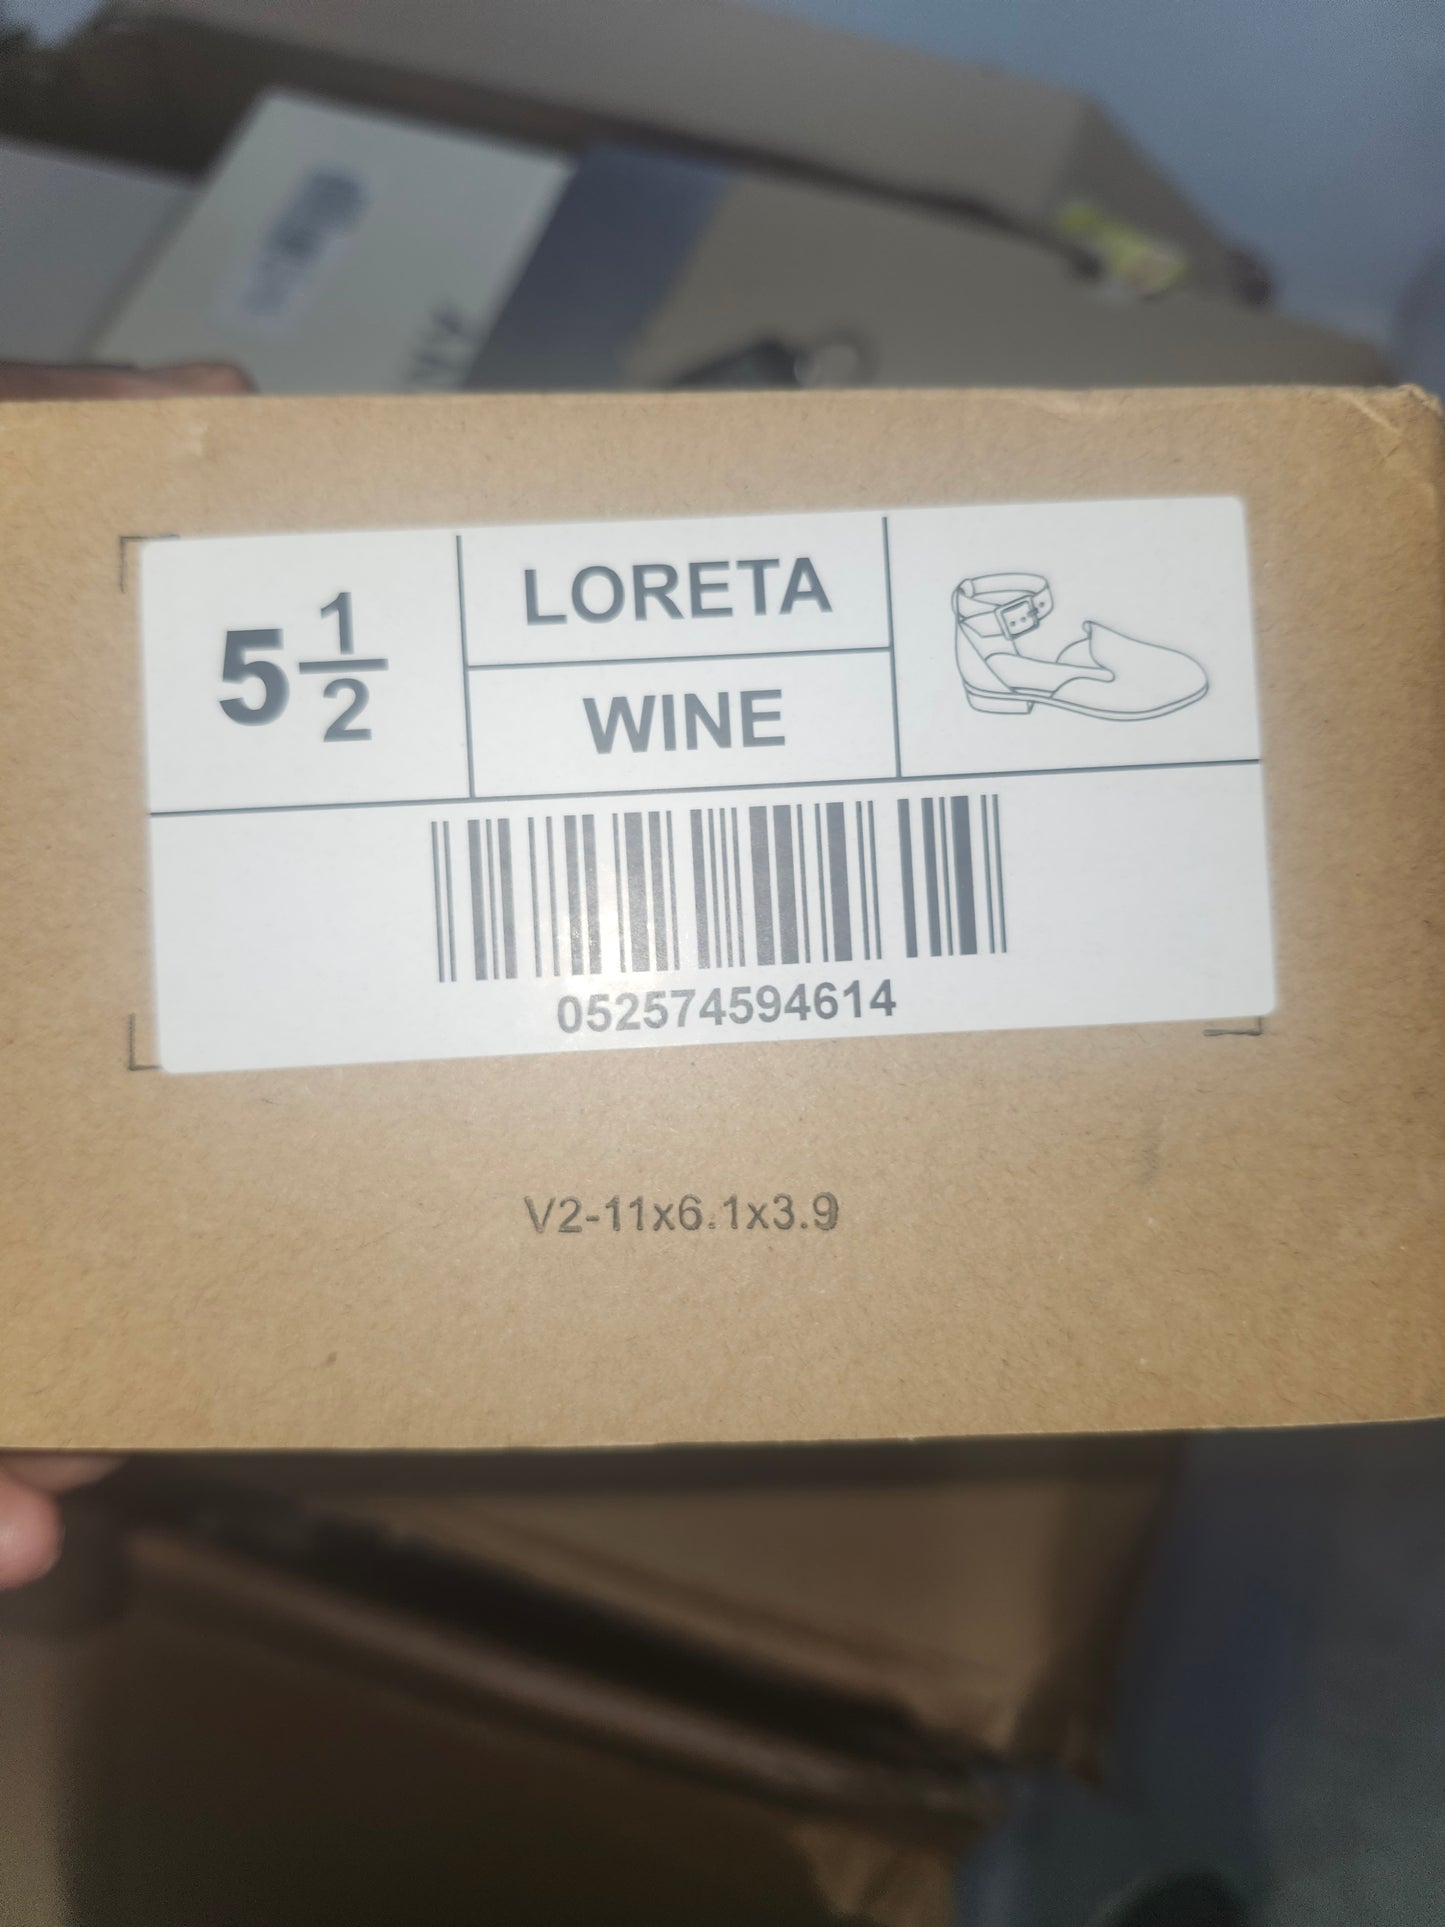 5 1/2
LORETA
WINE
052574594614
V2-11x6.1x3.9